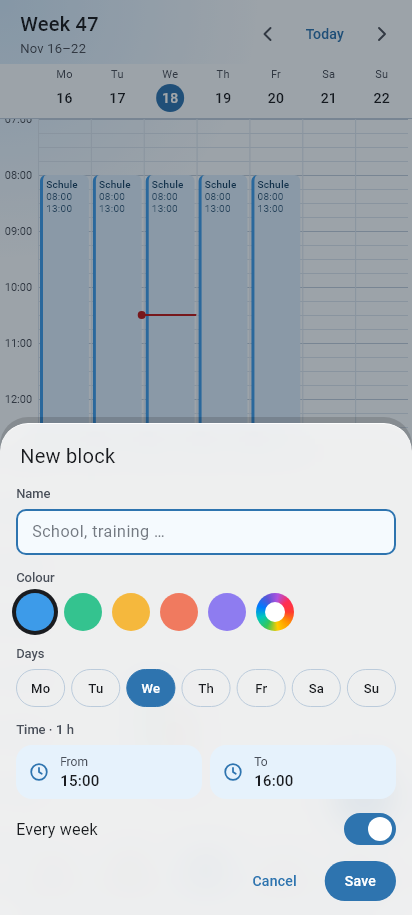 Week 47
Nov 16–22
Today
Mo Tu We Th Fr Sa Su
16 17 18 19 20 21 22
07:00
08:00
Schule Schule Schule Schule Schule
08:00 08:00 08:00 08:00 08:00
13:00 13:00 13:00 13:00 13:00
09:00
10:00
11:00
12:00
New block
Name
School, training …
Colour
Days
Mo Tu We Th Fr Sa Su
Time · 1 h
From To
15:00 16:00
Every week
Cancel Save